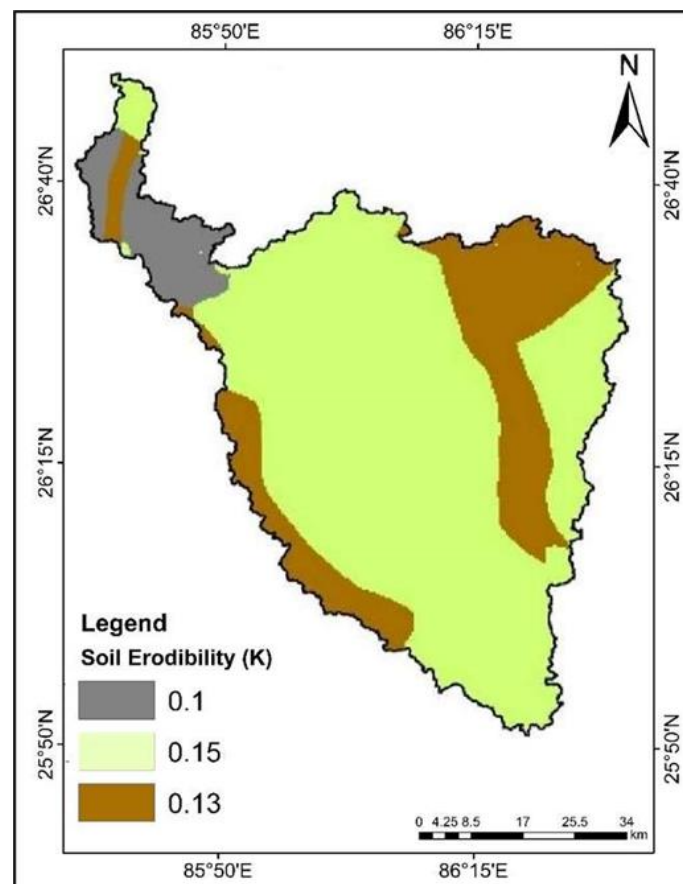 85°50'E 86°15'E
N
26°40'N 26°40'N
26°15'N 26°15'N
Legend
Soil Erodibility (K)
0.1
0.15
0.13
25°50'N 25°50'N
0 4.25 8.5 17 25.5 34
km
85°50'E 86°15'E